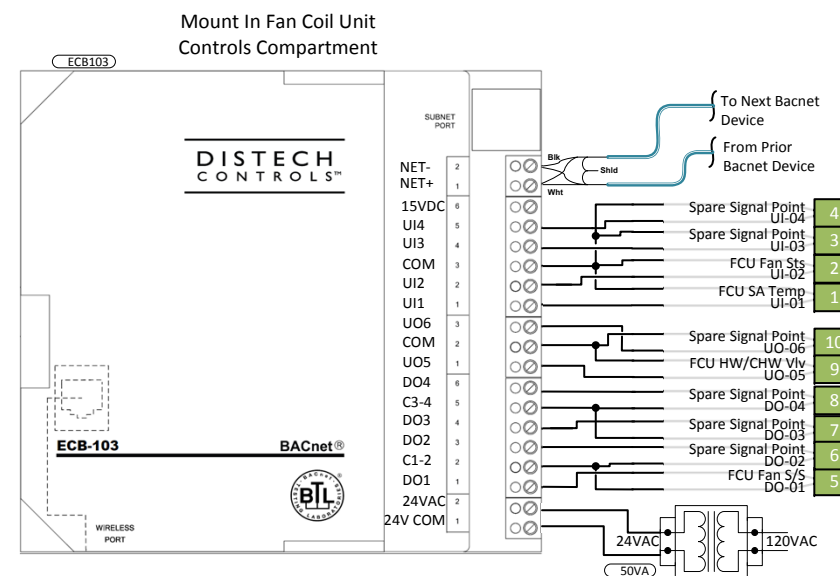 Mount In Fan Coil Unit
Controls Compartment
ECB103
SUBNET
PORT
To Next Bacnet
Device
From Prior
Bacnet Device
Blk
Shld
Wht
DISTECH
CONTROLS™
NET- 2
NET+ 1
15VDC 6
UI4 5
UI3 4
COM 3
UI2 2
UI1 1
UO6 3
COM 2
UO5 1
DO4 6
C3-4 5
DO3 4
DO2 3
C1-2 2
DO1 1
24VAC 2
24V COM 1
Spare Signal Point
UI-04
4
Spare Signal Point
UI-03
3
FCU Fan Sts
UI-02
2
FCU SA Temp
UI-01
1
Spare Signal Point
UO-06
10
FCU HW/CHW Vlv
UO-05
9
Spare Signal Point
DO-04
8
Spare Signal Point
DO-03
7
Spare Signal Point
DO-02
6
FCU Fan S/S
DO-01
5
ECB-103
BACnet®
BACnet
BTL®
TESTING LABORATORIES
WIRELESS
PORT
24VAC
120VAC
50VA